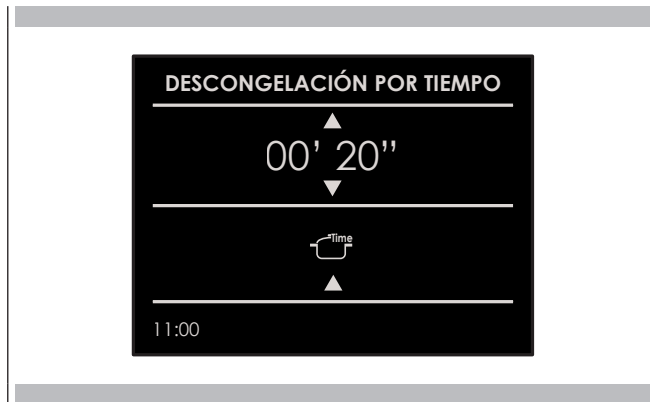 DESCONGELACIÓN POR TIEMPO
00’ 20”
Time
11:00